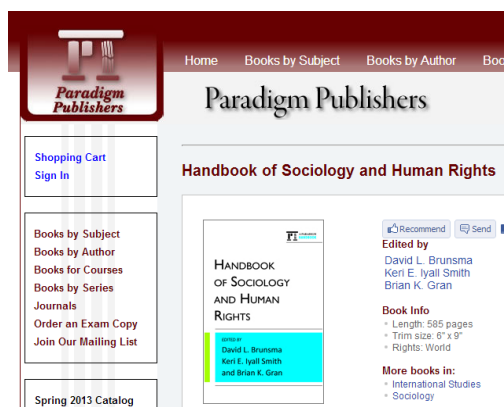 Home Books by Subject Books by Author Boo
Paradigm
Publishers
Paradigm Publishers
Shopping Cart
Sign In
Books by Subject
Books by Author
Books for Courses
Books by Series
Journals
Order an Exam Copy
Join Our Mailing List
Spring 2013 Catalog
Handbook of Sociology and Human Rights
HANDBOOK
OF SOCIOLOGY
AND HUMAN
RIGHTS
EDITED BY
David L. Brunsma
Keri E. Iyall Smith
and Brian K. Gran
Recommend Send
Edited by
David L. Brunsma
Keri E. Iyall Smith
Brian K. Gran
Book Info
Length: 585 pages
Trim size: 6" x 9"
Rights: World
More books in:
International Studies
Sociology